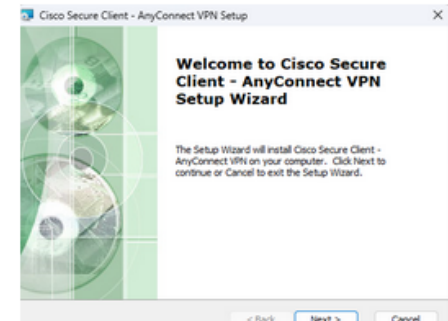 Cisco Secure Client - AnyConnect VPN Setup
Welcome to Cisco Secure
Client - AnyConnect VPN
Setup Wizard
The Setup Wizard will install Cisco Secure Client -
AnyConnect VPN on your computer. Click Next to
continue or Cancel to exit the Setup Wizard.
< Back Next > Cancel